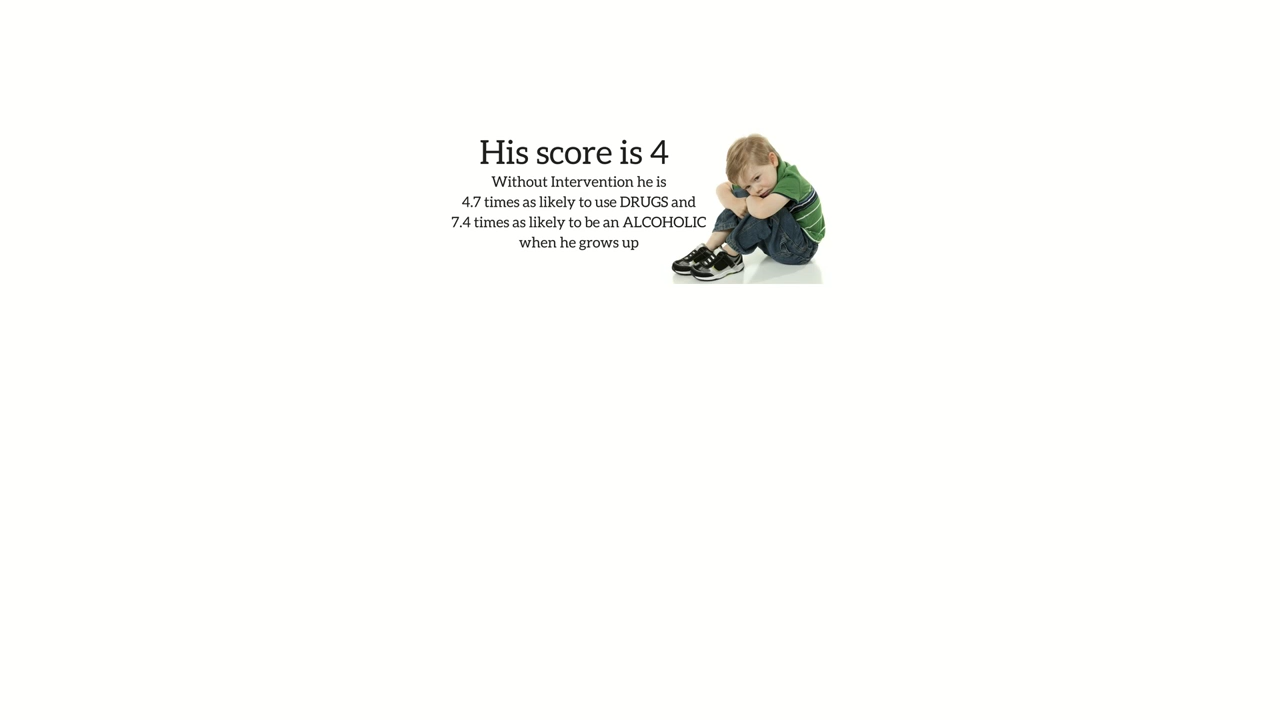 His score is 4
Without Intervention he is
4.7 times as likely to use DRUGS and
7.4 times as likely to be an ALCOHOLIC
when he grows up